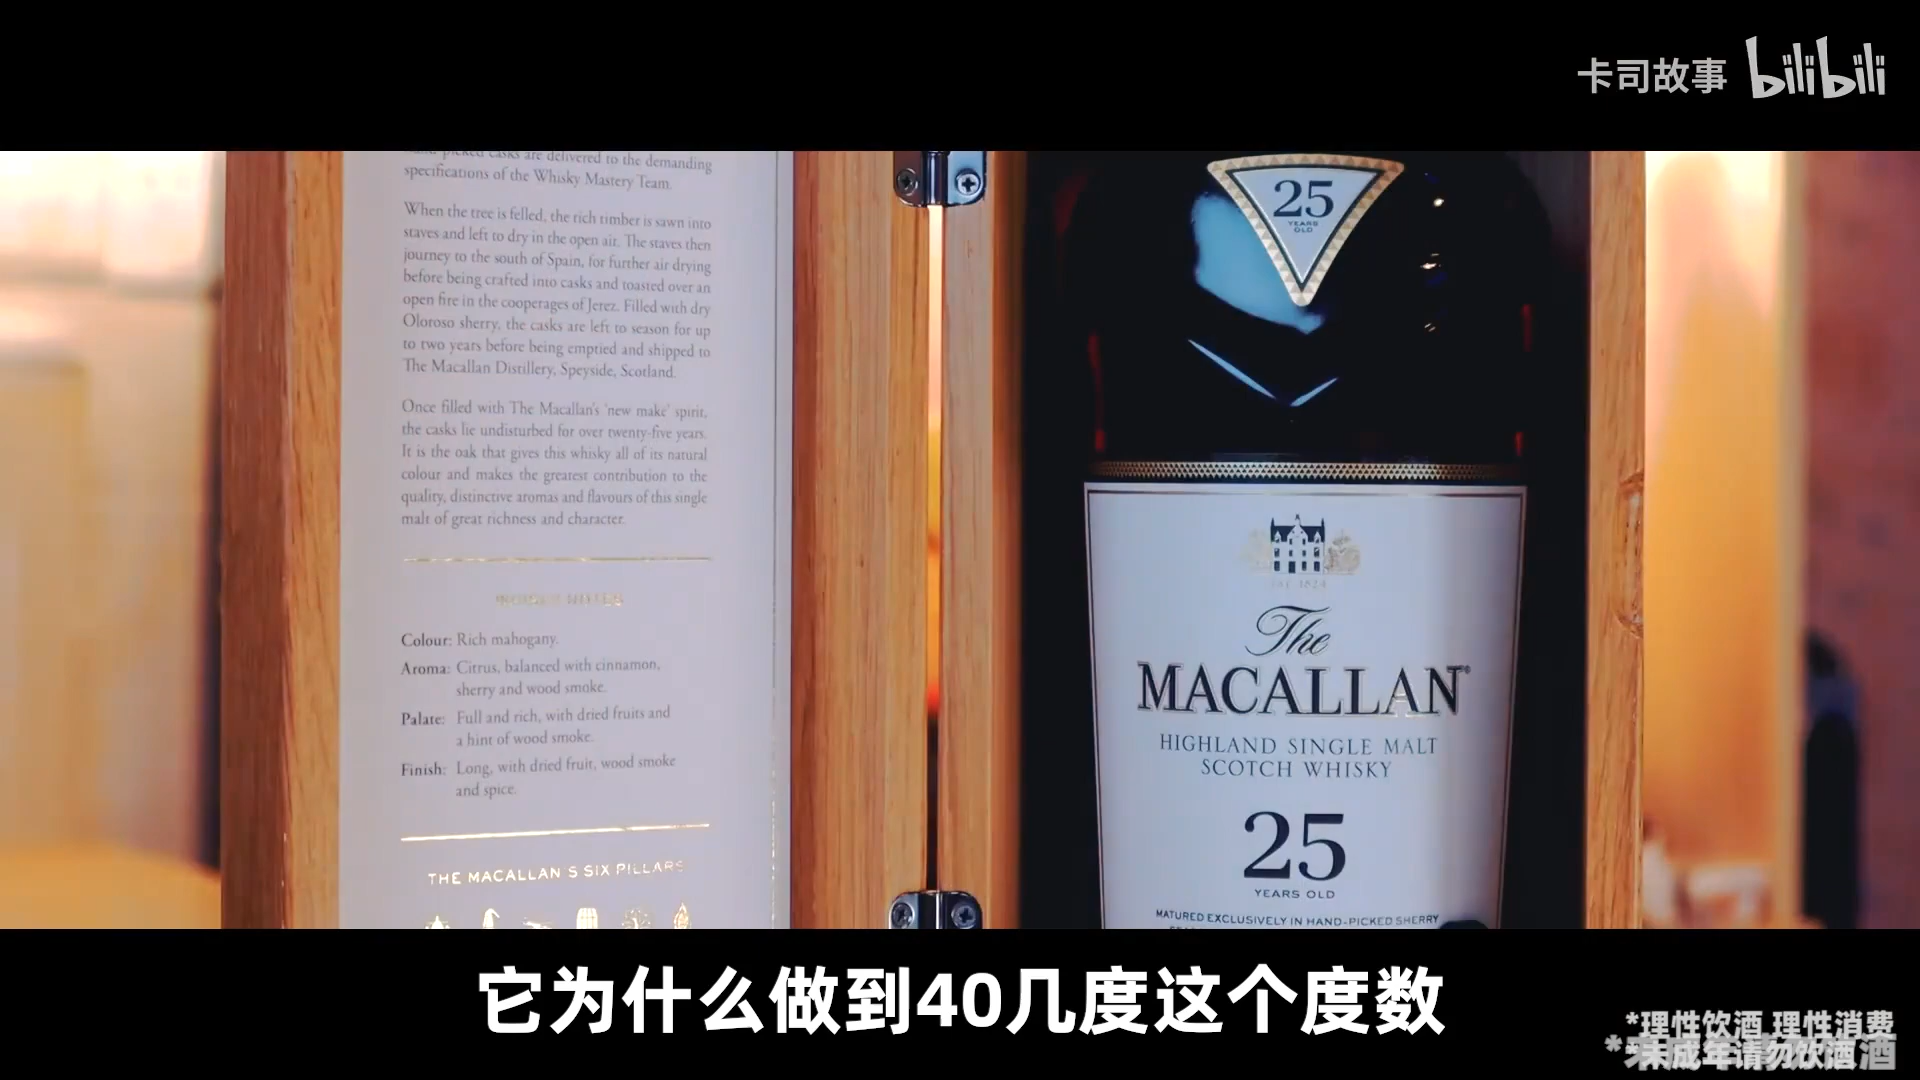 卡司故事 bilibili
picked casks are delivered to the demanding
specifications of the Whisky Mastery Team.
When the tree is felled, the rich timber is sawn into
staves and left to dry in the open air. The staves then
journey to the south of Spain, for further air drying
before being crafted into casks and toasted over an
open fire in the cooperages of Jerez. Filled with dry
Oloroso sherry, the casks are left to season for up
to two years before being emptied and shipped to
The Macallan Distillery, Speyside, Scotland.
Once filled with The Macallan's 'new make' spirit,
the casks lie undisturbed for over twenty-five years.
It is the oak that gives this whisky all of its natural
colour and makes the greatest contribution to the
quality, distinctive aromas and flavours of this single
malt of great richness and character.
WHISKY NOTES
Colour: Rich mahogany.
Aroma: Citrus, balanced with cinnamon,
sherry and wood smoke.
Palate: Full and rich, with dried fruits and
a hint of wood smoke.
Finish: Long, with dried fruit, wood smoke
and spice.
THE MACALLAN S SIX PILLARS
25
YEARS
OLD
EST. 1824
The
MACALLAN®
HIGHLAND SINGLE MALT
SCOTCH WHISKY
25
YEARS OLD
MATURED EXCLUSIVELY IN HAND-PICKED SHERRY
它为什么做到40几度这个度数
*理性饮酒 理性消费
*未成年请勿饮酒